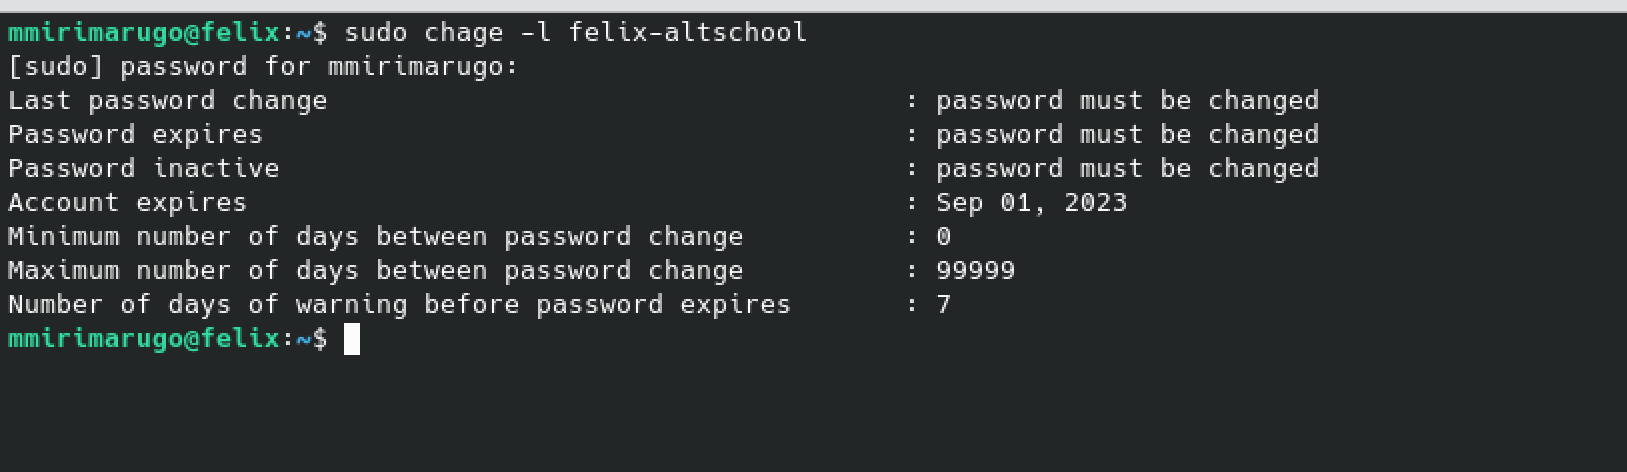 mmirimarugo@felix:~$ sudo chage -l felix-altschool
[sudo] password for mmirimarugo:
Last password change : password must be changed
Password expires : password must be changed
Password inactive : password must be changed
Account expires : Sep 01, 2023
Minimum number of days between password change : 0
Maximum number of days between password change : 99999
Number of days of warning before password expires : 7
mmirimarugo@felix:~$